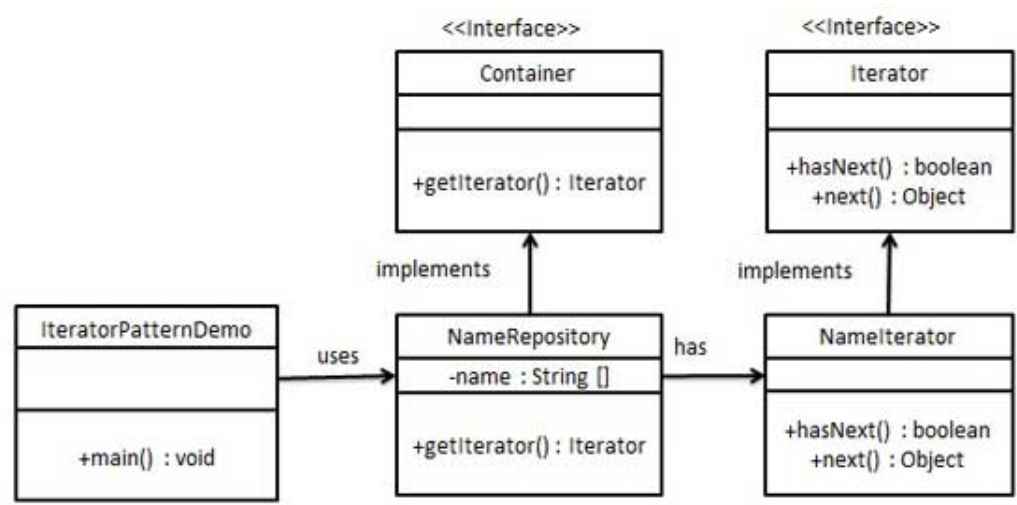 <<Interface>>
Container
+getIterator() : Iterator
<<Interface>>
Iterator
+hasNext() : boolean
+next() : Object
implements
implements
IteratorPatternDemo
+main() : void
uses
NameRepository
-name : String []
+getIterator() : Iterator
has
NameIterator
+hasNext() : boolean
+next() : Object